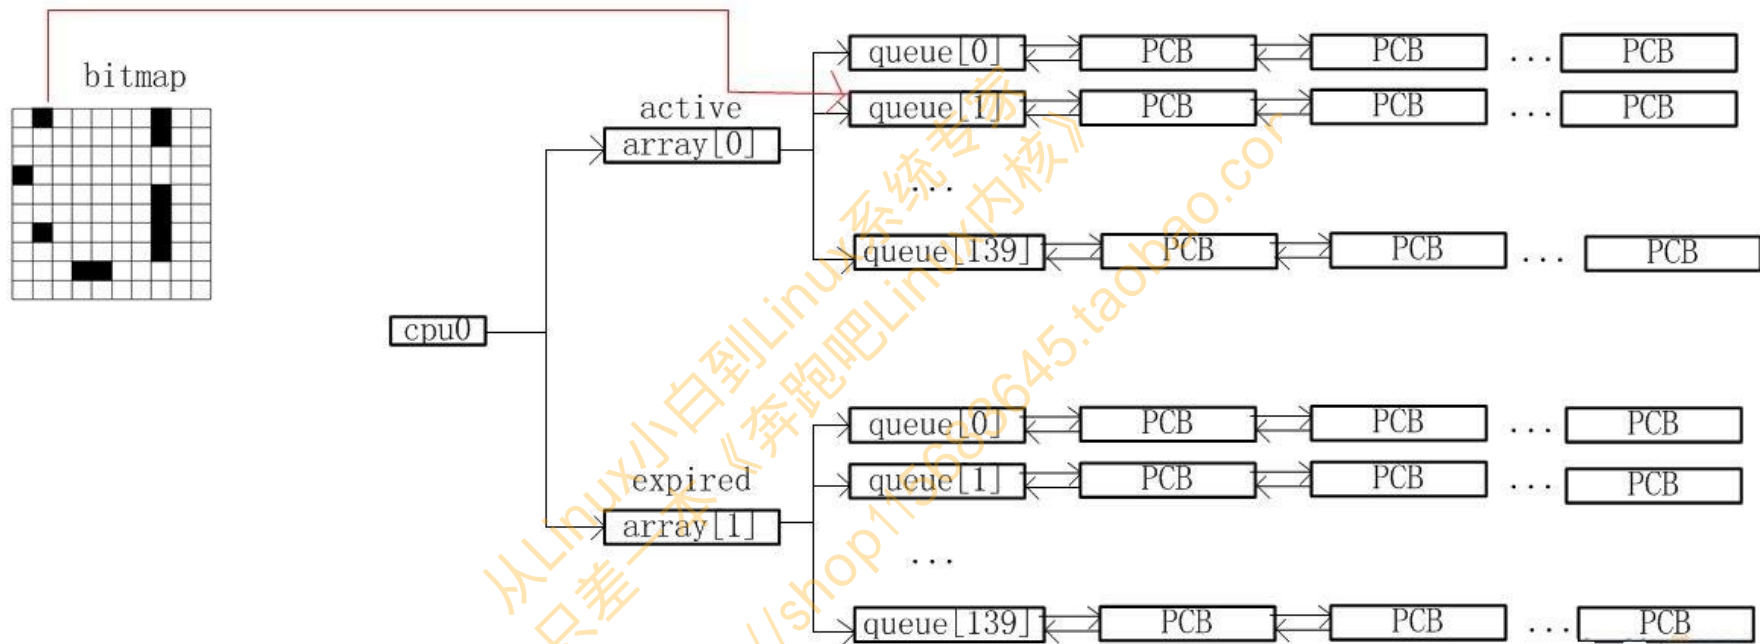 bitmap
active
array[0]
queue[0] PCB PCB ... PCB
queue[1] PCB PCB ... PCB
...
queue[139] PCB PCB ... PCB
cpu0
expired
array[1]
queue[0] PCB PCB ... PCB
queue[1] PCB PCB ... PCB
...
queue[139] PCB PCB ... PCB
从Linux小白到Linux系统专家
只差一本《奔跑吧Linux内核》
//shop115683645.taobao.com